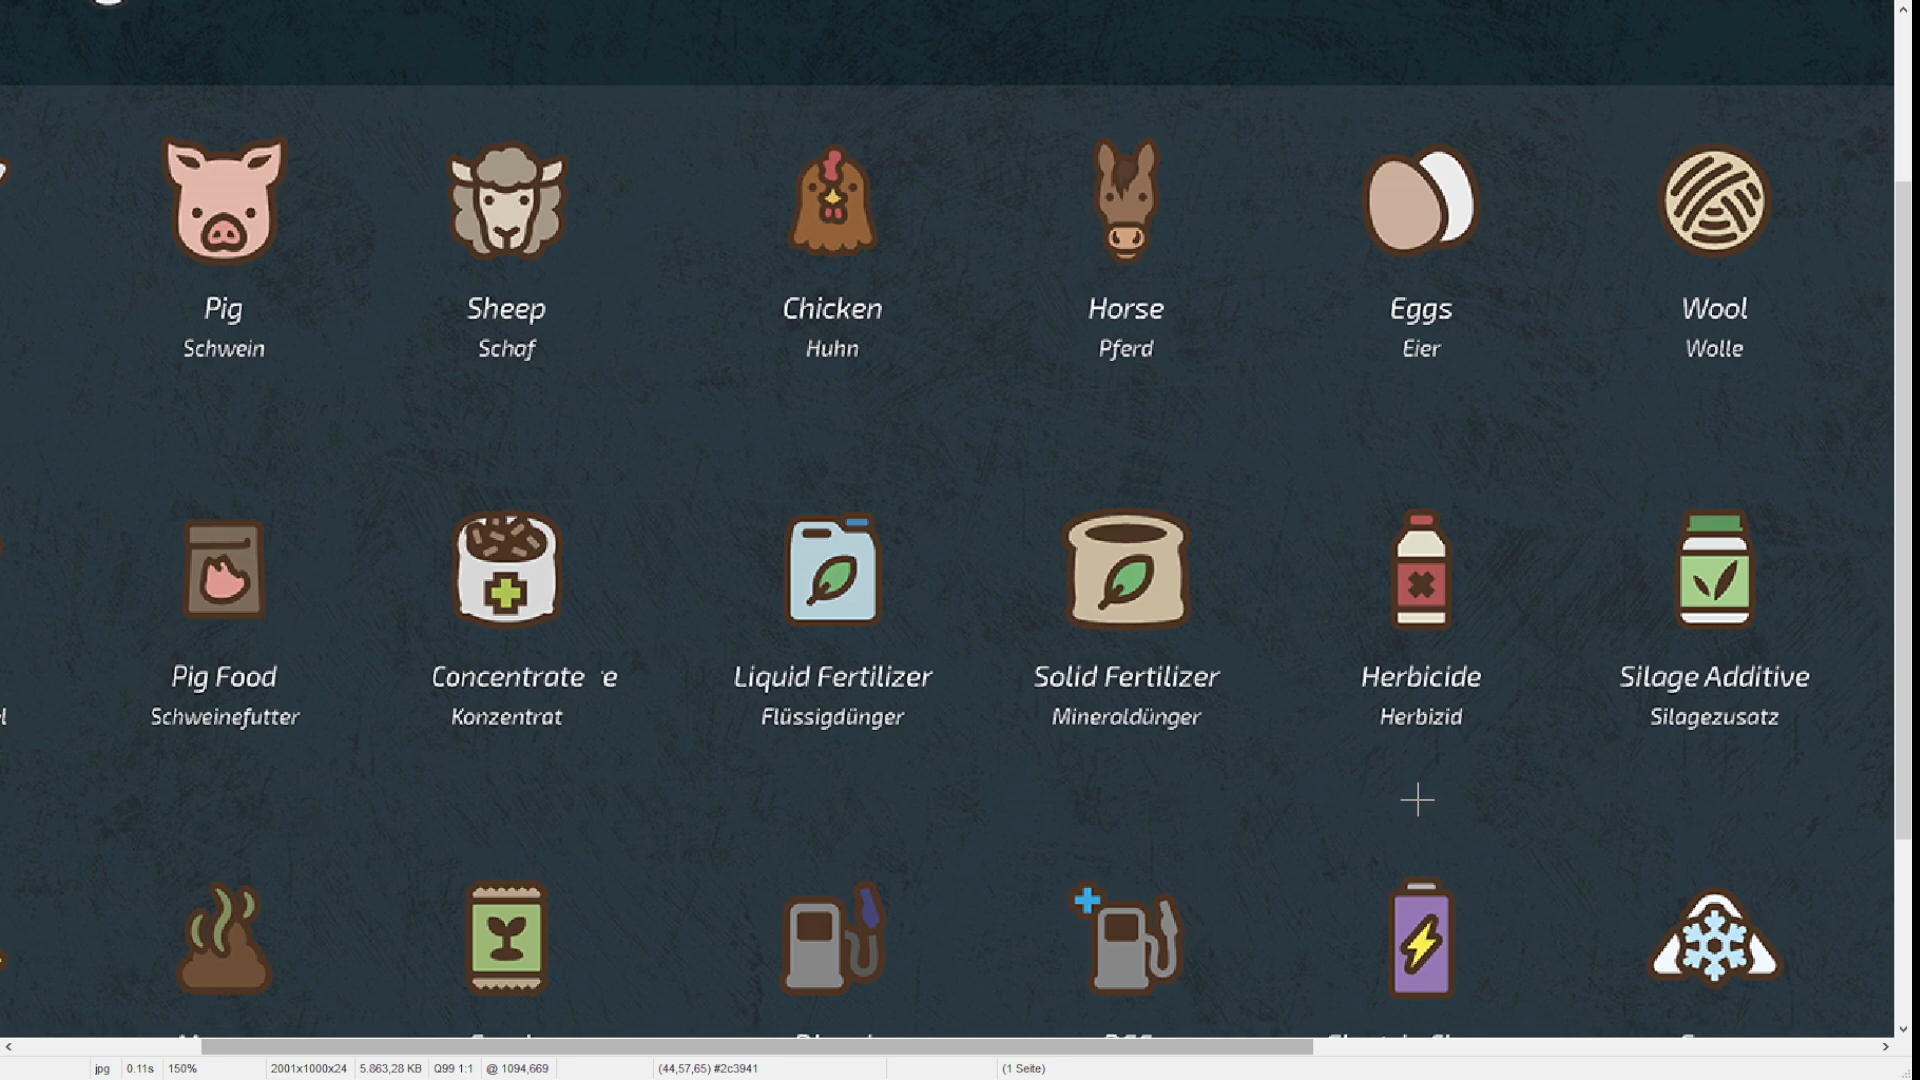 Pig Sheep Chicken Horse Eggs Wool
Schwein Schaf Huhn Pferd Eier Wolle
Pig Food Concentrate e Liquid Fertilizer Solid Fertilizer Herbicide Silage Additive
Schweinefutter Konzentrat Flüssigdünger Mineraldünger Herbizid Silagezusatz
jpg 0.11s 150% 2001x1000x24 5.863,28 KB Q99 1:1 @ 1094,669 (44,57,65) #2c3941 (1 Seite)